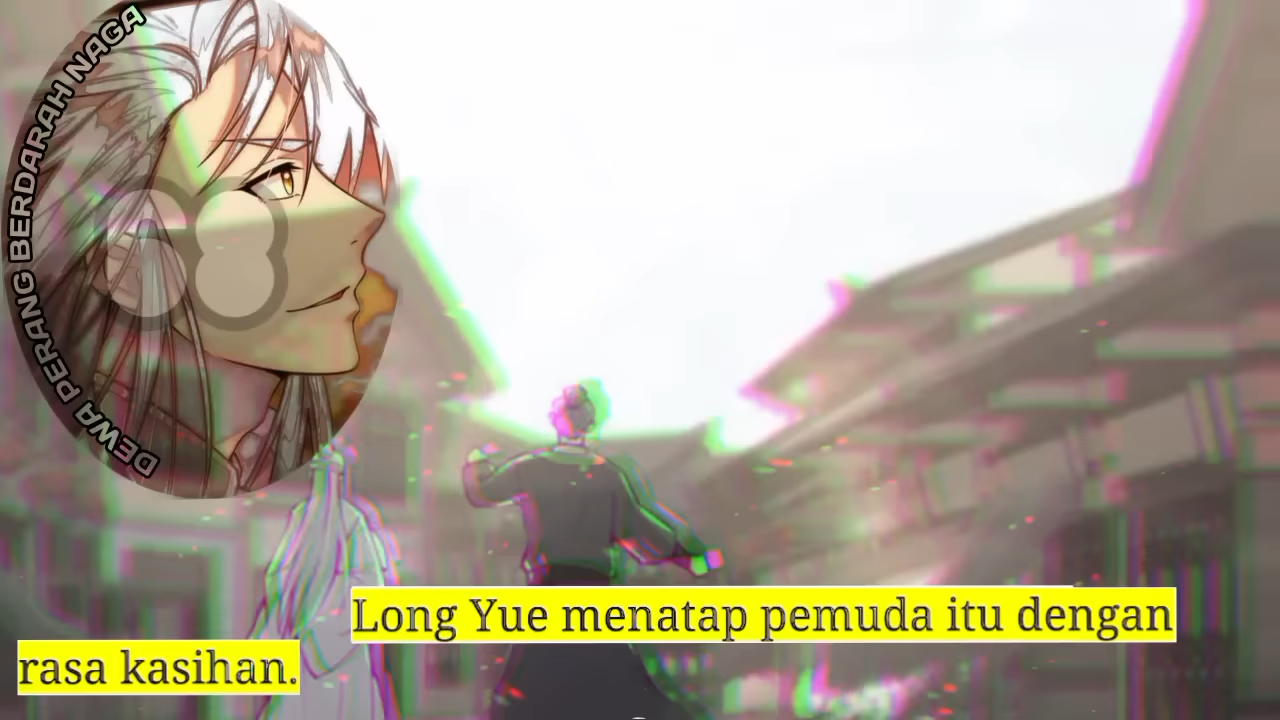 DEWA PERANG BERDARAH NAGA
Long Yue menatap pemuda itu dengan
rasa kasihan.